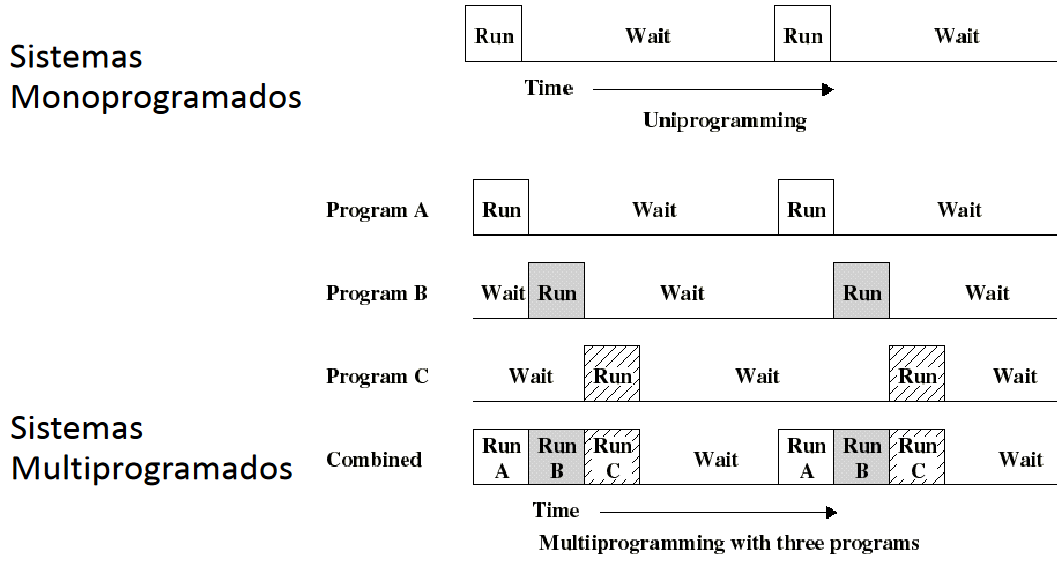 Sistemas
Monoprogramados
Run Wait Run Wait
Time
Uniprogramming
Program A Run Wait Run Wait
Program B Wait Run Wait Run Wait
Program C Wait Run Wait Run Wait
Sistemas
Multiprogramados
Combined Run A Run B Run C Wait Run A Run B Run C Wait
Time
Multiiprogramming with three programs